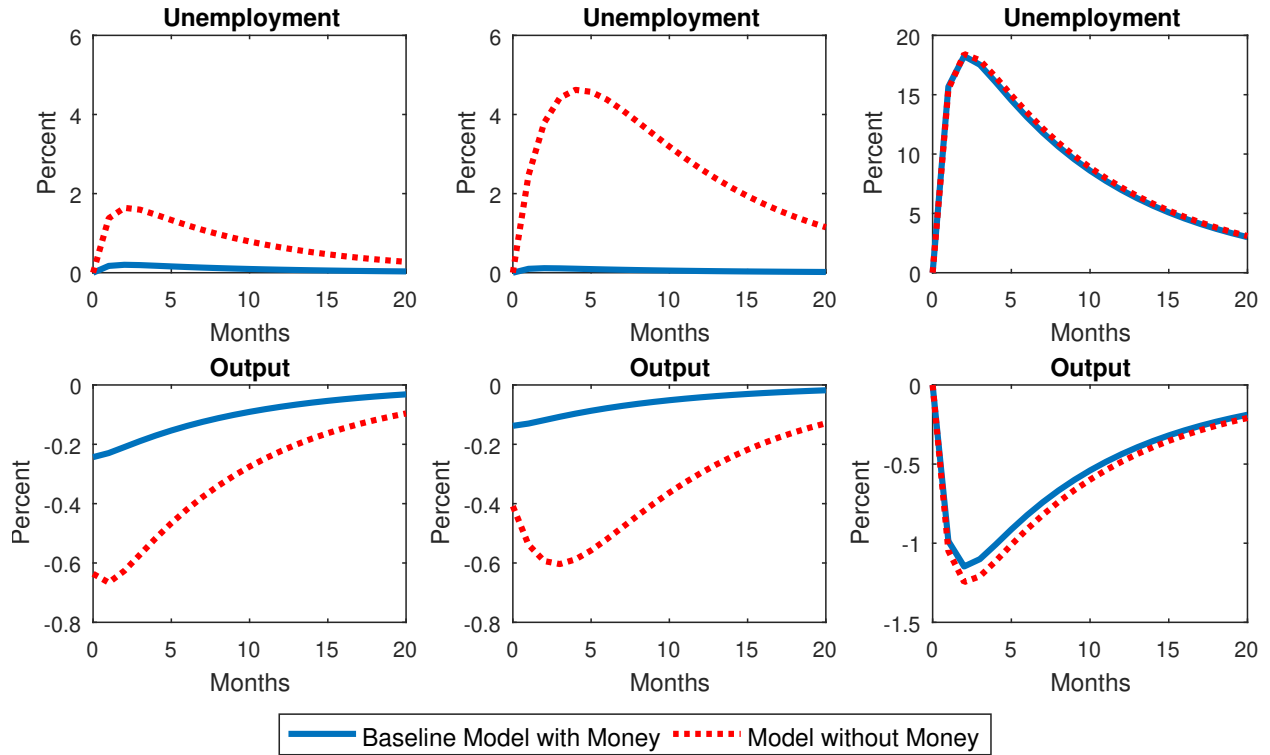 Unemployment Unemployment Unemployment
6 6 20
4 4 15
10
2 2 5
0 0 0
Percent Percent Percent
0 5 10 15 20 0 5 10 15 20 0 5 10 15 20
Months Months Months
Output Output Output
0 0 0
-0.2 -0.2 -0.5
-0.4 -0.4
-0.6 -0.6 -1
-0.8 -0.8 -1.5
Percent Percent Percent
0 5 10 15 20 0 5 10 15 20 0 5 10 15 20
Months Months Months
Baseline Model with Money Model without Money